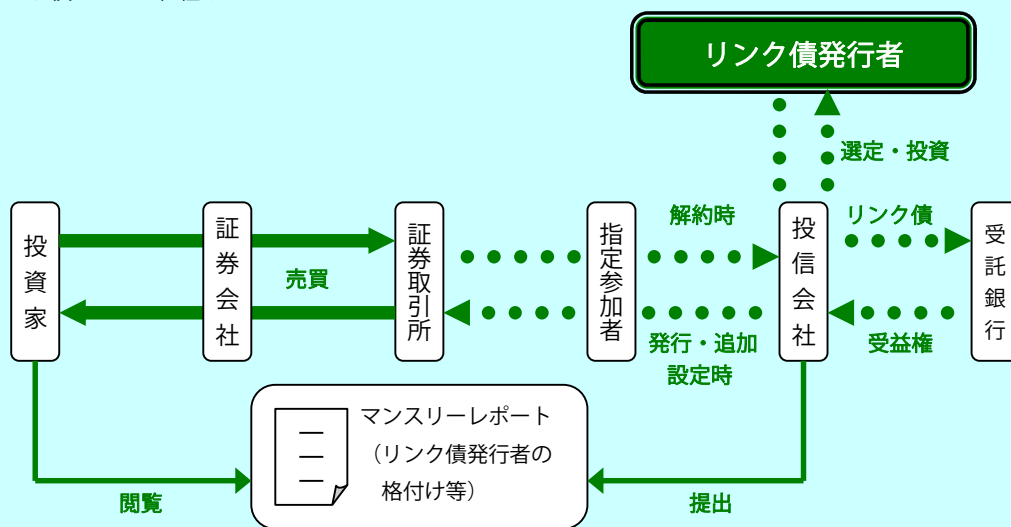 リンク債発行者
選定・投資
投資家
証券会社
証券取引所
指定参加者
投信会社
受託銀行
解約時
リンク債
売買
発行・追加
設定時
受益権
マンスリーレポート
（リンク債発行者の
格付け等）
閲覧
提出